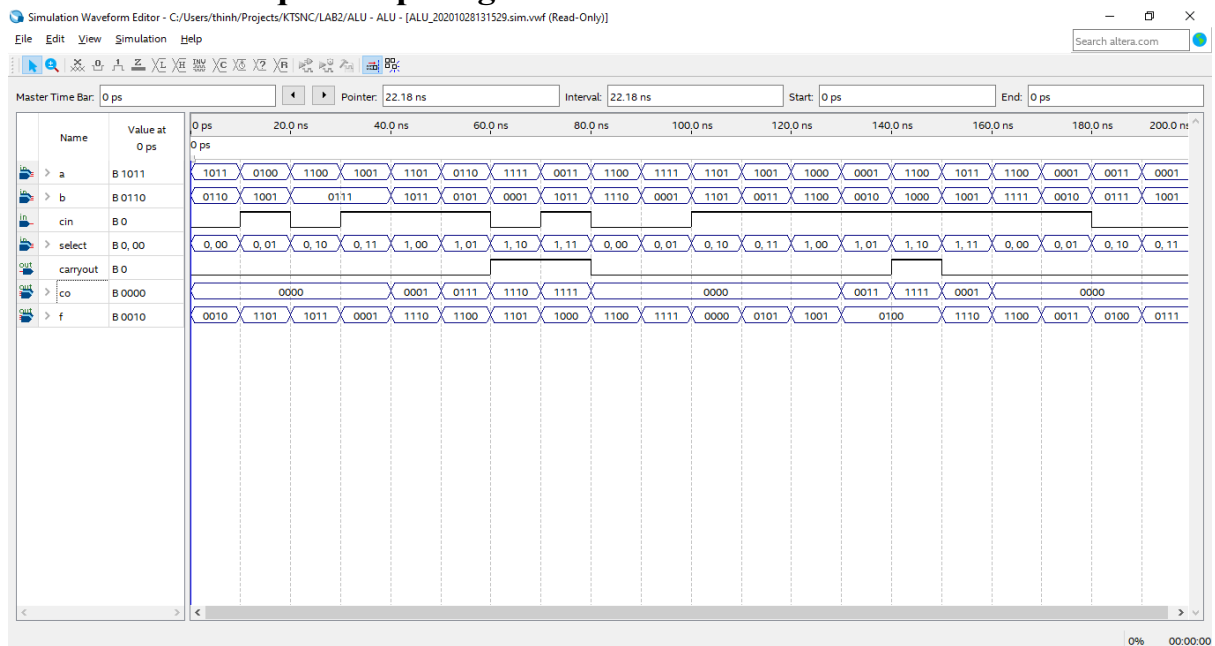 Simulation Waveform Editor - C:/Users/thinh/Projects/KTSNC/LAB2/ALU - ALU - [ALU_20201028131529.sim.vwf (Read-Only)]
File Edit View Simulation Help
Search altera.com
Master Time Bar: 0 ps Pointer: 22.18 ns Interval: 22.18 ns Start: 0 ps End: 0 ps
Name Value at 0 ps
0 ps 20.0 ns 40.0 ns 60.0 ns 80.0 ns 100.0 ns 120.0 ns 140.0 ns 160.0 ns 180.0 ns 200.0 ns
0 ps
in > a B 1011 1011 0100 1100 1001 1101 0110 1111 0011 1100 1111 1101 1001 1000 0001 1100 1011 1100 0001 0011 0001
in > b B 0110 0110 1001 0111 1011 0101 0001 1011 1110 0001 1101 0011 1100 0010 1000 1001 1111 0010 0111 1001
in cin B 0
in > select B 0, 00 0, 00 0, 01 0, 10 0, 11 1, 00 1, 01 1, 10 1, 11 0, 00 0, 01 0, 10 0, 11 1, 00 1, 01 1, 10 1, 11 0, 00 0, 01 0, 10 0, 11
out carryout B 0
out > co B 0000 0000 0001 0111 1110 1111 0000 0011 1111 0001 0000
out > f B 0010 0010 1101 1011 0001 1110 1100 1101 1000 1100 1111 0000 0101 1001 0100 1110 1100 0011 0100 0111
0% 00:00:00